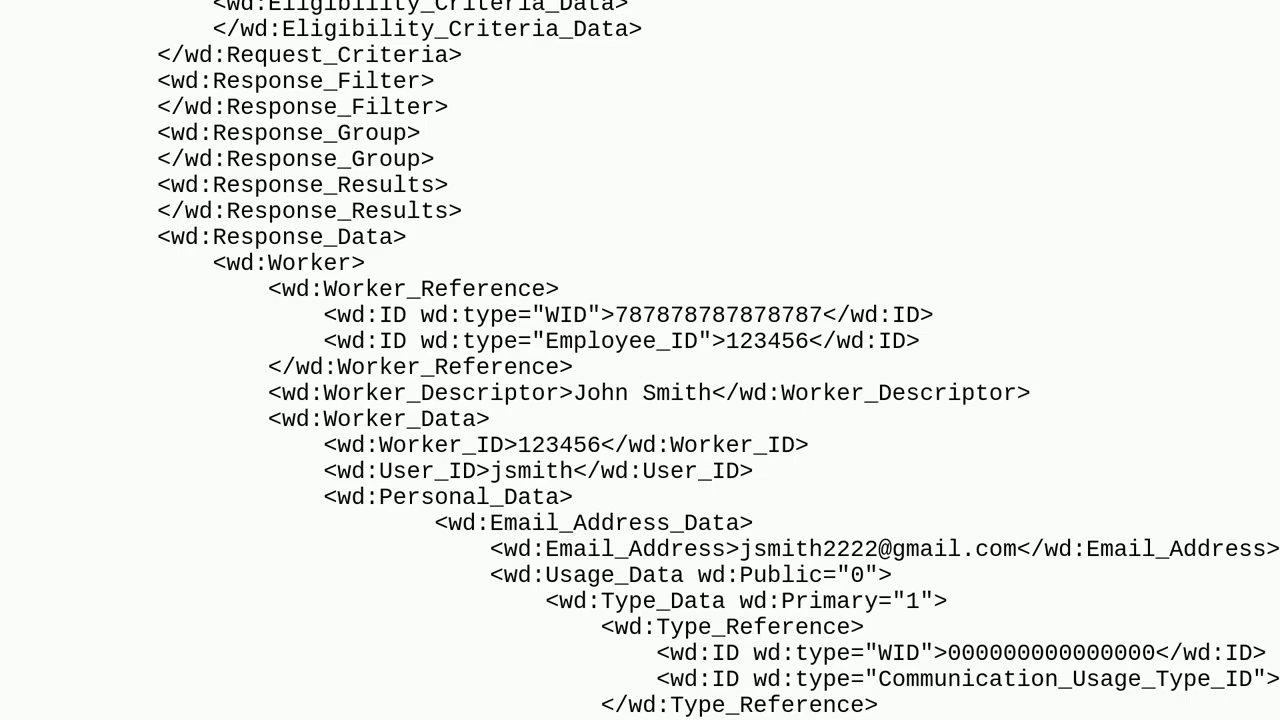 <wd:Eligibility_Criteria_Data>
</wd:Eligibility_Criteria_Data>
</wd:Request_Criteria>
<wd:Response_Filter>
</wd:Response_Filter>
<wd:Response_Group>
</wd:Response_Group>
<wd:Response_Results>
</wd:Response_Results>
<wd:Response_Data>
<wd:Worker>
<wd:Worker_Reference>
<wd:ID wd:type="WID">787878787878787</wd:ID>
<wd:ID wd:type="Employee_ID">123456</wd:ID>
</wd:Worker_Reference>
<wd:Worker_Descriptor>John Smith</wd:Worker_Descriptor>
<wd:Worker_Data>
<wd:Worker_ID>123456</wd:Worker_ID>
<wd:User_ID>jsmith</wd:User_ID>
<wd:Personal_Data>
<wd:Email_Address_Data>
<wd:Email_Address>jsmith2222@gmail.com</wd:Email_Address>
<wd:Usage_Data wd:Public="0">
<wd:Type_Data wd:Primary="1">
<wd:Type_Reference>
<wd:ID wd:type="WID">000000000000000</wd:ID>
<wd:ID wd:type="Communication_Usage_Type_ID">
</wd:Type_Reference>